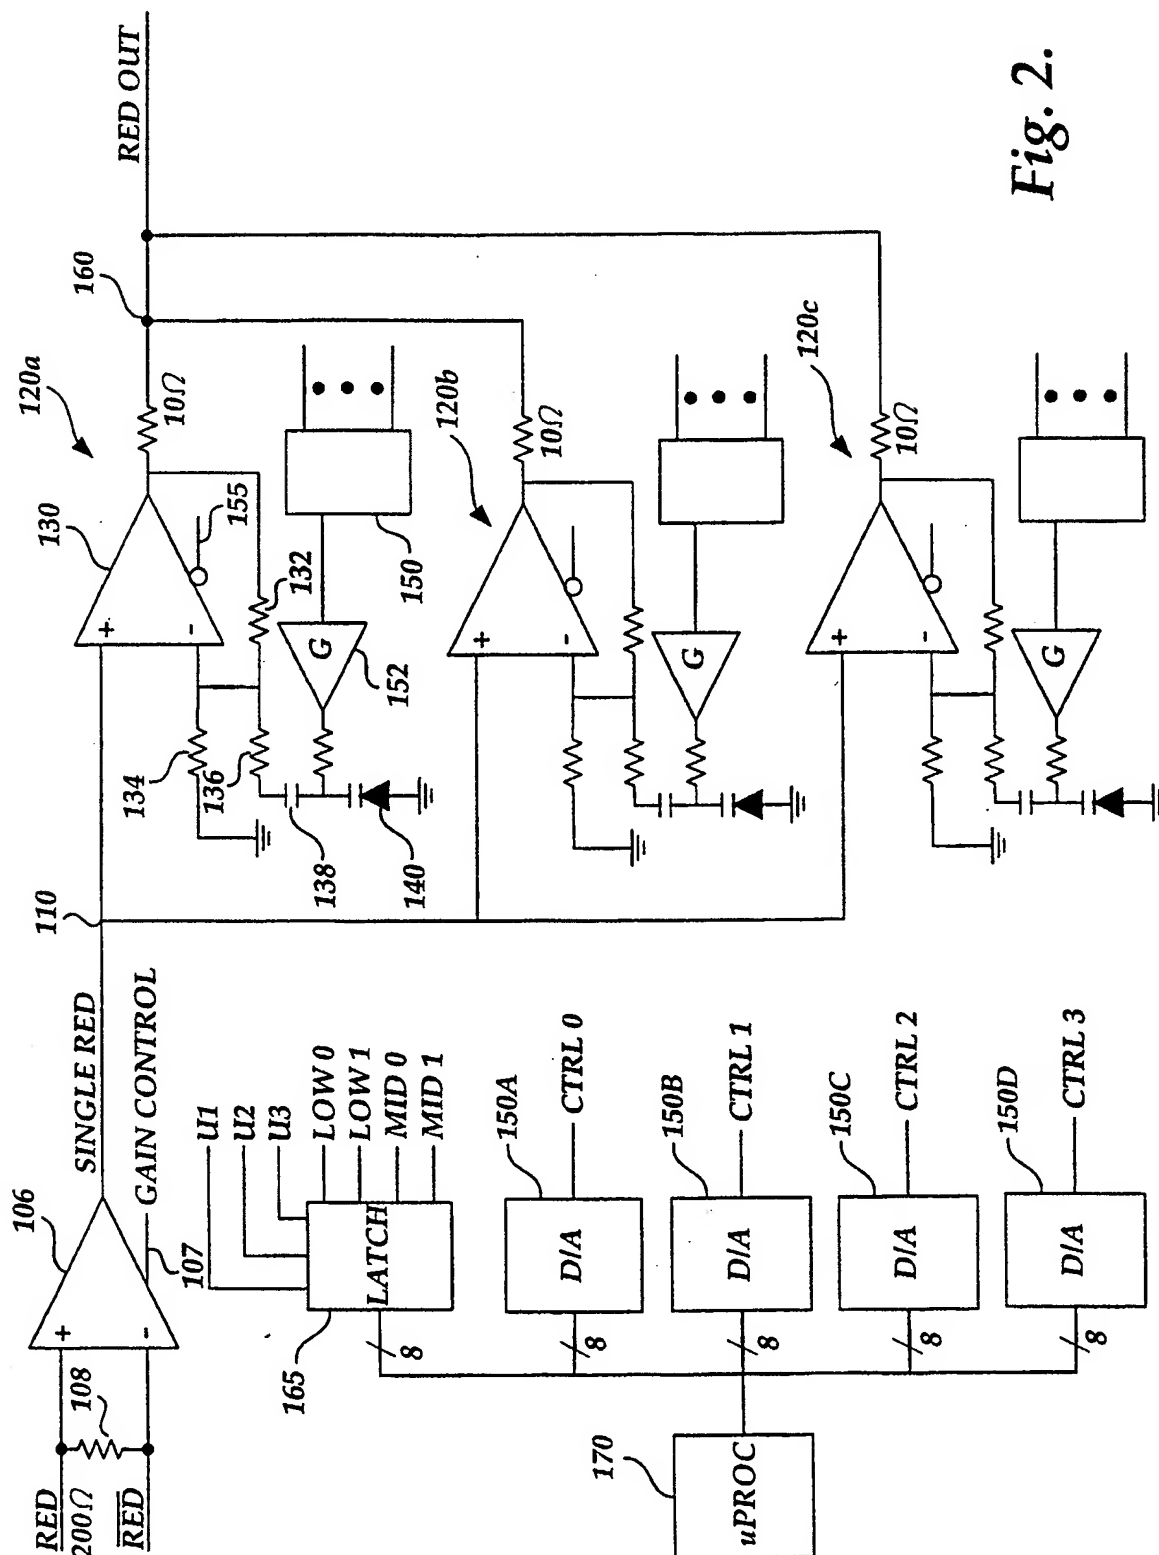 RED OUT
160
120a
10Ω
130
155
132
G
152
150
134
136
138
140
+
-
120b
10Ω
+
-
G
120c
10Ω
+
-
G
110
SINGLE RED
GAIN CONTROL
106
107
+
-
108
RED
200Ω
RED
u1
u2
u3
LOW 0
LOW 1
MID 0
MID 1
LATCH
165
8
150A
D/A
CTRL 0
8
150B
D/A
CTRL 1
8
150C
D/A
CTRL 2
8
150D
D/A
CTRL 3
8
170
uPROC
Fig. 2.